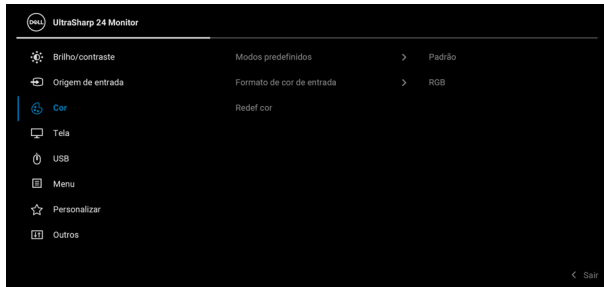 DELL UltraSharp 24 Monitor
Brilho/contraste Modos predefinidos > Padrão
Origem de entrada Formato de cor de entrada > RGB
Cor Redef cor
Tela
USB
Menu
Personalizar
Outros
< Sair